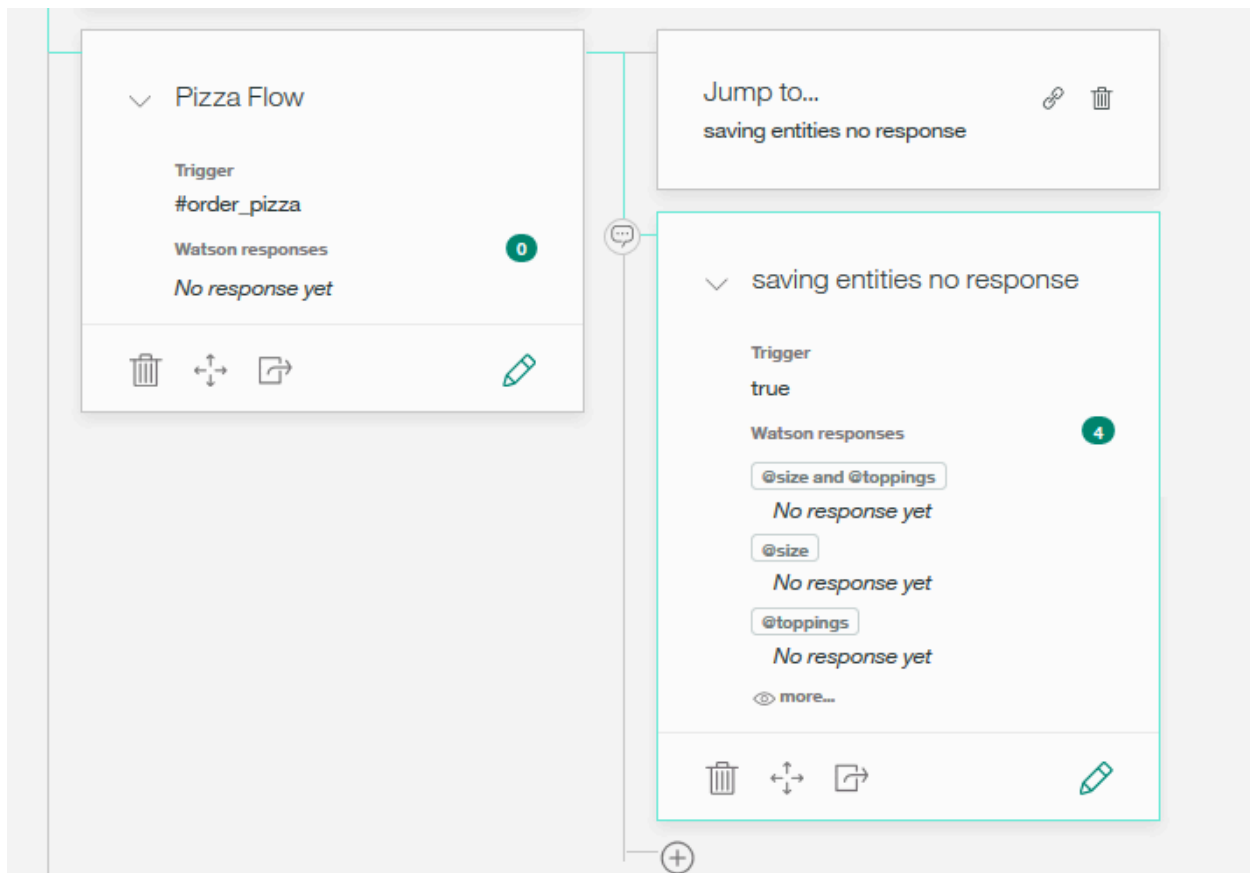 Pizza Flow
Trigger
#order_pizza
Watson responses
0
No response yet
Jump to...
saving entities no response
saving entities no response
Trigger
true
Watson responses
4
@size and @toppings
No response yet
@size
No response yet
@toppings
No response yet
more...